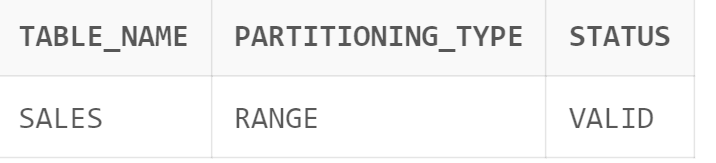 TABLE_NAME PARTITIONING_TYPE STATUS
SALES RANGE VALID